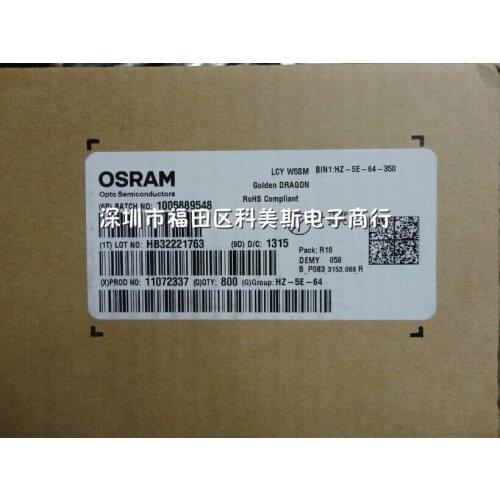 LCY W5SM BIN1:HZ-5E-64-350
OSRAM
Golden DRAGON
Opto Semiconductors
RoHS Compliant
(6P) BATCH NO: 1005889548
深圳市福田区科美斯电子商行
(1T) LOT NO: HB32221763 (9D) D/C: 1315
Pack: R18
DEMY 058
B_P083_3153.068 R
(X)PROD NO: 11072337 (Q)QTY: 800 (G)Group: HZ-5E-64